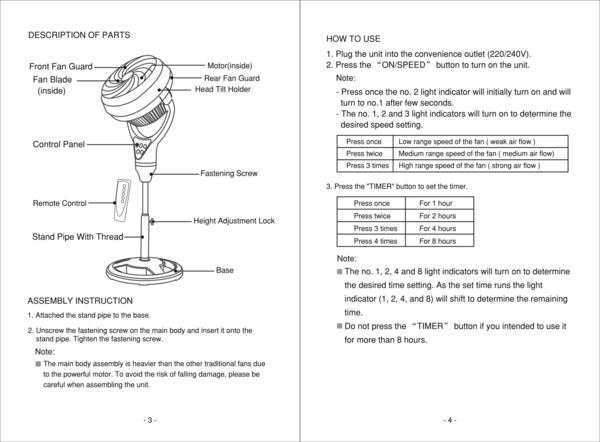 DESCRIPTION OF PARTS
Front Fan Guard
Fan Blade
(inside)
Motor(inside)
Rear Fan Guard
Head Tilt Holder
Control Panel
Fastening Screw
Remote Control
Height Adjustment Lock
Stand Pipe With Thread
Base
ASSEMBLY INSTRUCTION
1. Attached the stand pipe to the base.
2. Unscrew the fastening screw on the main body and insert it onto the
stand pipe. Tighten the fastening screw.
Note:
■ The main body assembly is heavier than the other traditional fans due
to the powerful motor. To avoid the risk of falling damage, please be
careful when assembling the unit.
- 3 -
HOW TO USE
1. Plug the unit into the convenience outlet (220/240V).
2. Press the “ON/SPEED” button to turn on the unit.
Note:
- Press once the no. 2 light indicator will initially turn on and will
turn to no.1 after few seconds.
- The no. 1, 2 and 3 light indicators will turn on to determine the
desired speed setting.
Press once Low range speed of the fan ( weak air flow )
Press twice Medium range speed of the fan ( medium air flow)
Press 3 times High range speed of the fan ( strong air flow )
3. Press the "TIMER" button to set the timer.
Press once For 1 hour
Press twice For 2 hours
Press 3 times For 4 hours
Press 4 times For 8 hours
Note:
■ The no. 1, 2, 4 and 8 light indicators will turn on to determine
the desired time setting. As the set time runs the light
indicator (1, 2, 4, and 8) will shift to determine the remaining
time.
■ Do not press the “TIMER” button if you intended to use it
for more than 8 hours.
- 4 -